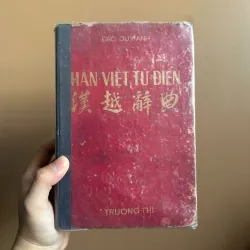 ĐÀO DUY ANH
HÁN VIỆT TỪ ĐIỂN
漢越辭典
TRƯỜNG THI